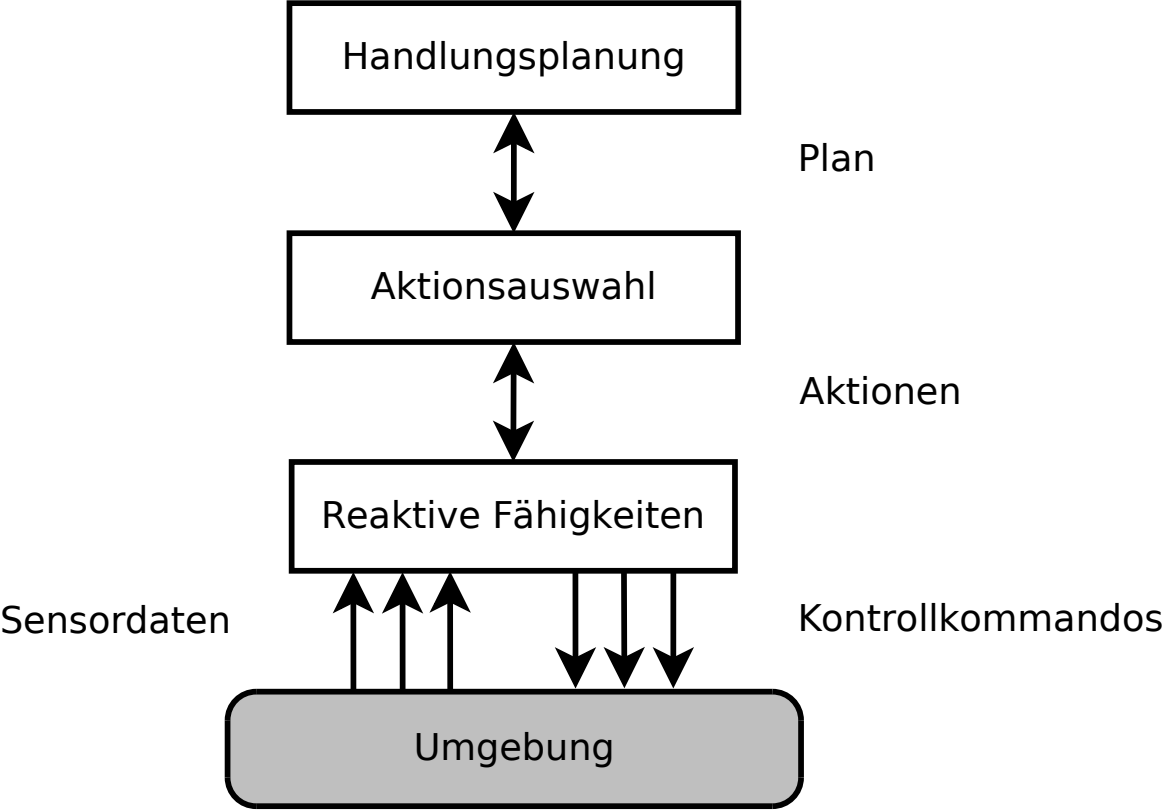 Handlungsplanung
Plan
Aktionsauswahl
Aktionen
Reaktive Fähigkeiten
Sensordaten
Kontrollkommandos
Umgebung